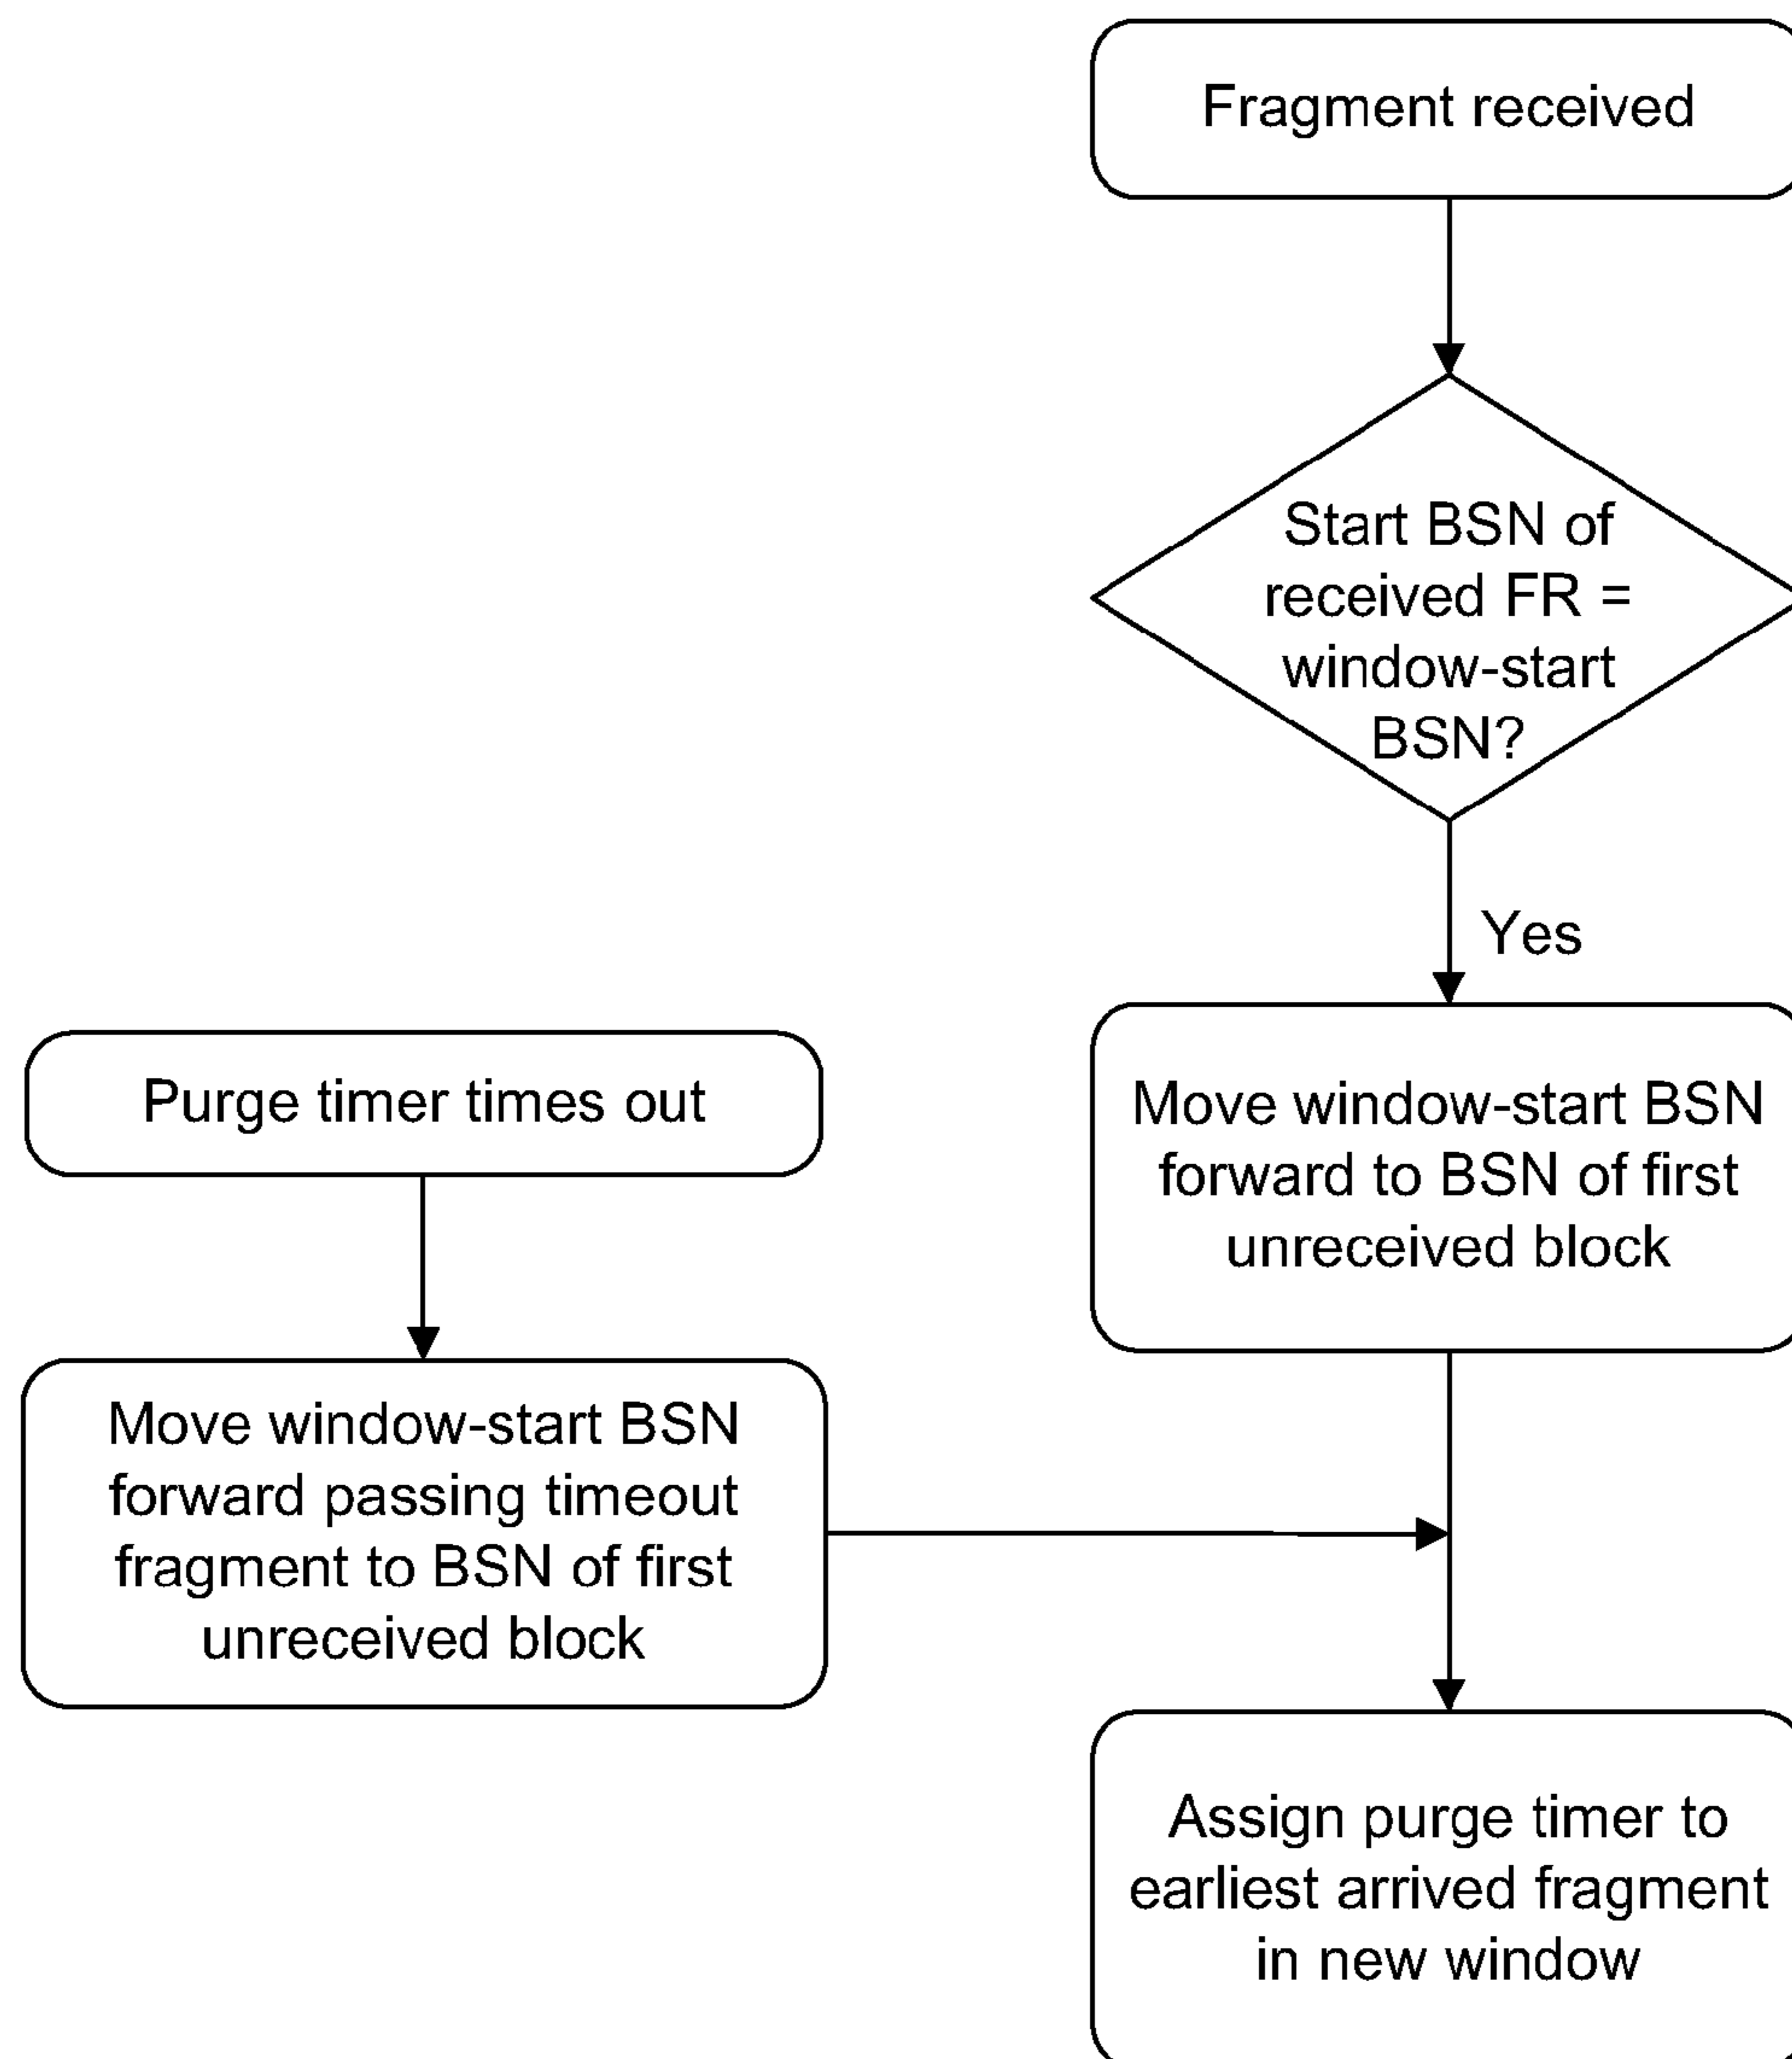 Fragment received
Start BSN of
received FR =
window-start
BSN?
Yes
Purge timer times out
Move window-start BSN
forward to BSN of first
unreceived block
Move window-start BSN
forward passing timeout
fragment to BSN of first
unreceived block
Assign purge timer to
earliest arrived fragment
in new window